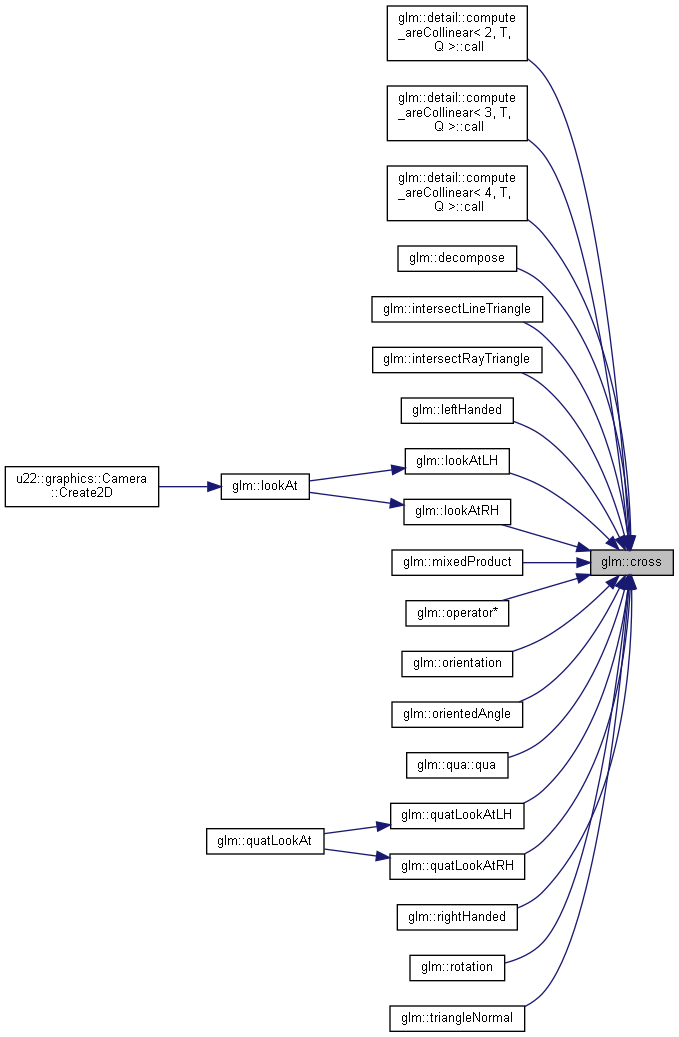 glm::detail::compute
_areCollinear< 2, T,
Q >::call
glm::detail::compute
_areCollinear< 3, T,
Q >::call
glm::detail::compute
_areCollinear< 4, T,
Q >::call
glm::decompose
glm::intersectLineTriangle
glm::intersectRayTriangle
glm::leftHanded
glm::lookAtLH
u22::graphics::Camera
::Create2D
glm::lookAt
glm::lookAtRH
glm::mixedProduct
glm::cross
glm::operator*
glm::orientation
glm::orientedAngle
glm::qua::qua
glm::quatLookAtLH
glm::quatLookAt
glm::quatLookAtRH
glm::rightHanded
glm::rotation
glm::triangleNormal